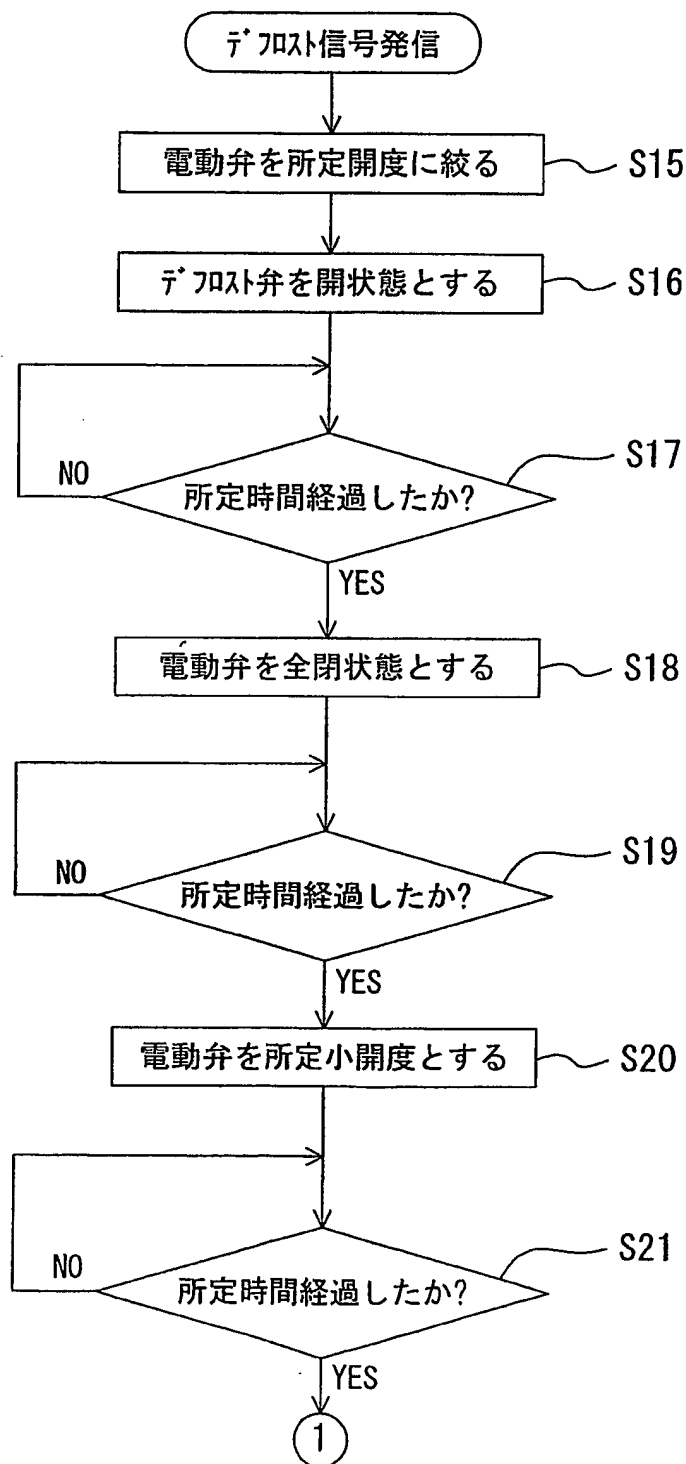 ﾃﾞﾌﾛｽﾄ信号発信
電動弁を所定開度に絞る
S15
ﾃﾞﾌﾛｽﾄ弁を開状態とする
S16
所定時間経過したか?
S17
NO
YES
電動弁を全閉状態とする
S18
所定時間経過したか?
S19
NO
YES
電動弁を所定小開度とする
S20
所定時間経過したか?
S21
NO
YES
1